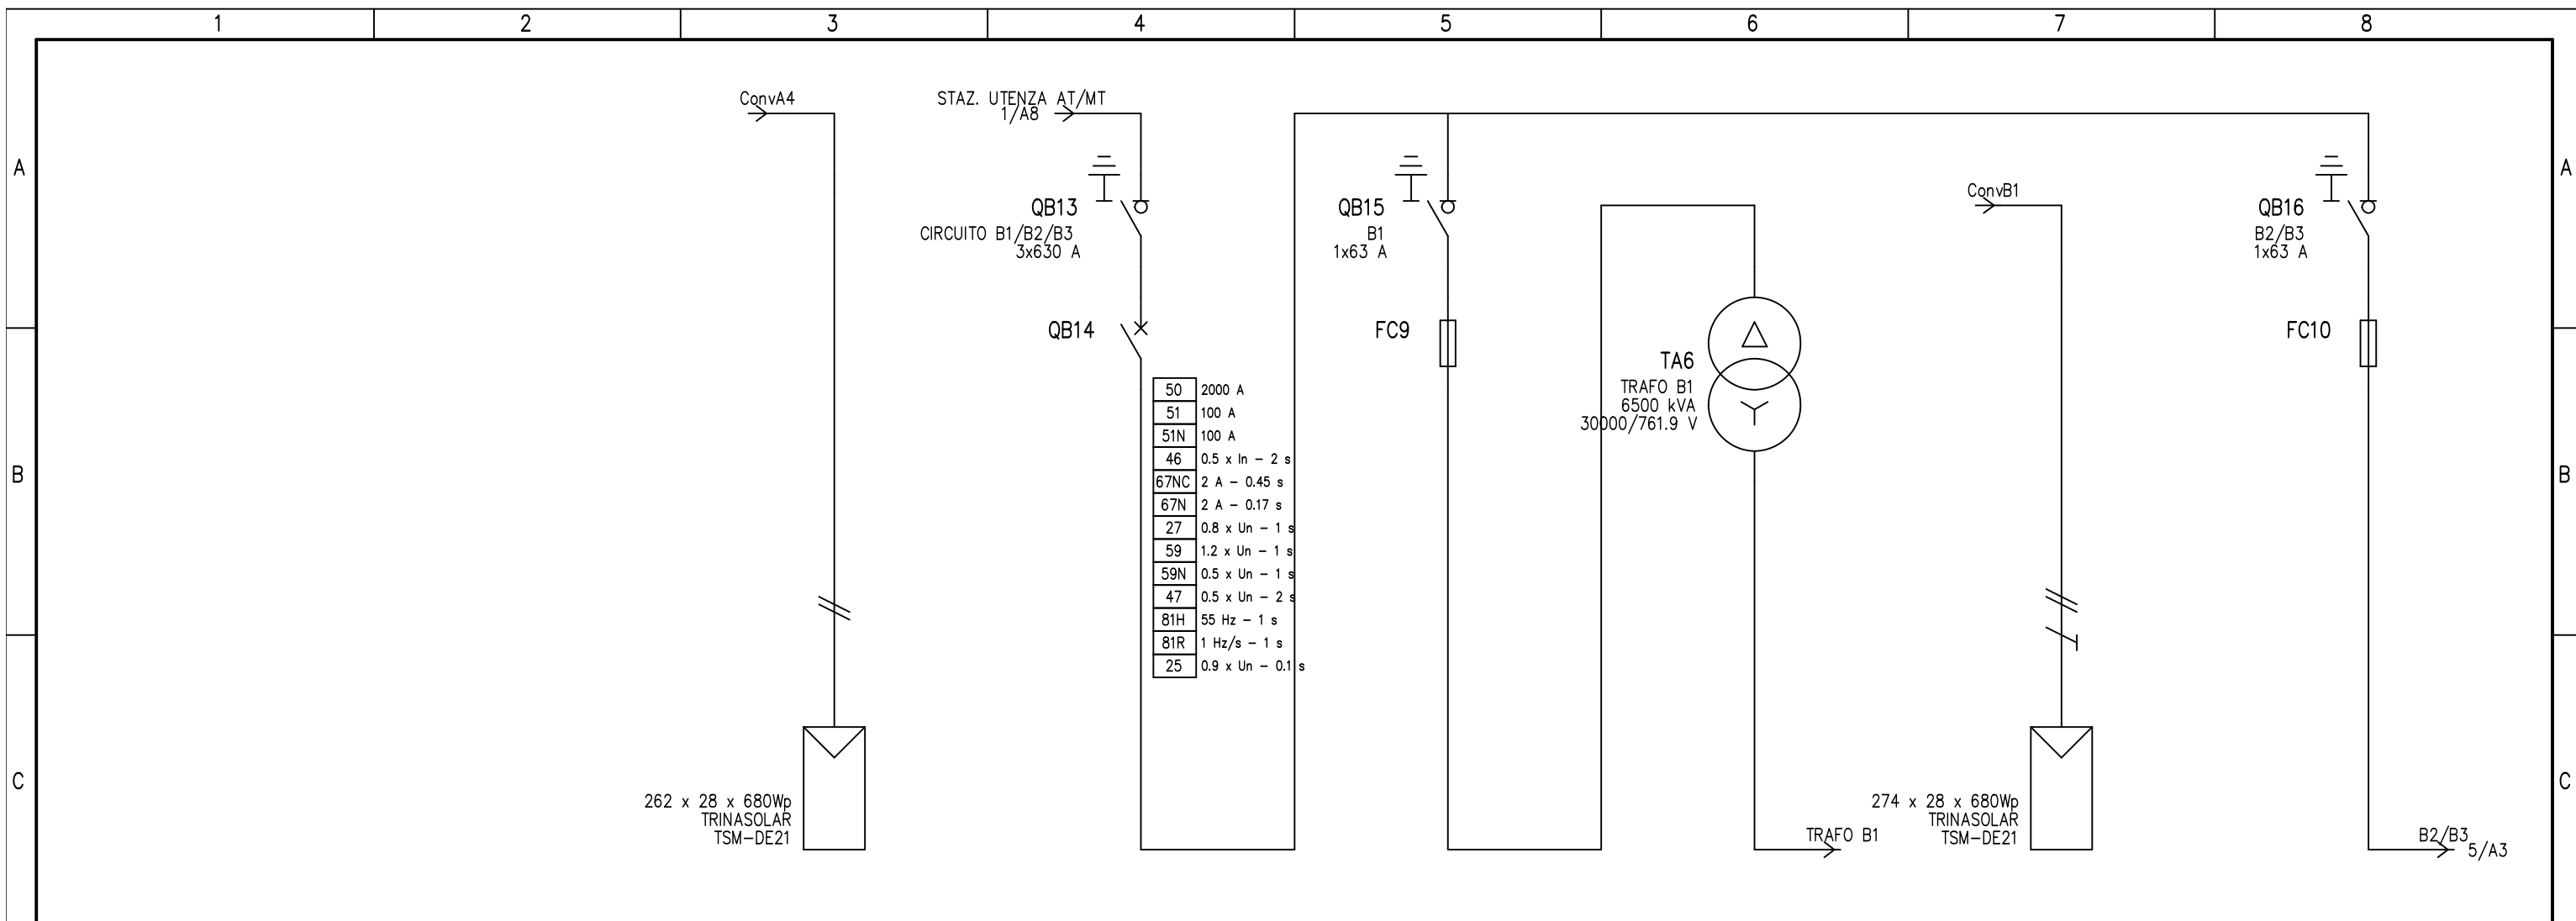 1
2
3
4
5
6
7
8
A
A
B
B
C
C
ConvA4
262 x 28 x 680Wp
TRINASOLAR
TSM-DE21
STAZ. UTENZA AT/MT
1/A8
QB13
CIRCUITO B1/B2/B3
3x630 A
QB14
50 2000 A
51 100 A
51N 100 A
46 0.5 x In - 2 s
67NC 2 A - 0.45 s
67N 2 A - 0.17 s
27 0.8 x Un - 1 s
59 1.2 x Un - 1 s
59N 0.5 x Un - 1 s
47 0.5 x Un - 2 s
81H 55 Hz - 1 s
81R 1 Hz/s - 1 s
25 0.9 x Un - 0.1 s
QB15
B1
1x63 A
FC9
TA6
TRAFO B1
6500 kVA
30000/761.9 V
TRAFO B1
ConvB1
274 x 28 x 680Wp
TRINASOLAR
TSM-DE21
QB16
B2/B3
1x63 A
FC10
B2/B3
5/A3